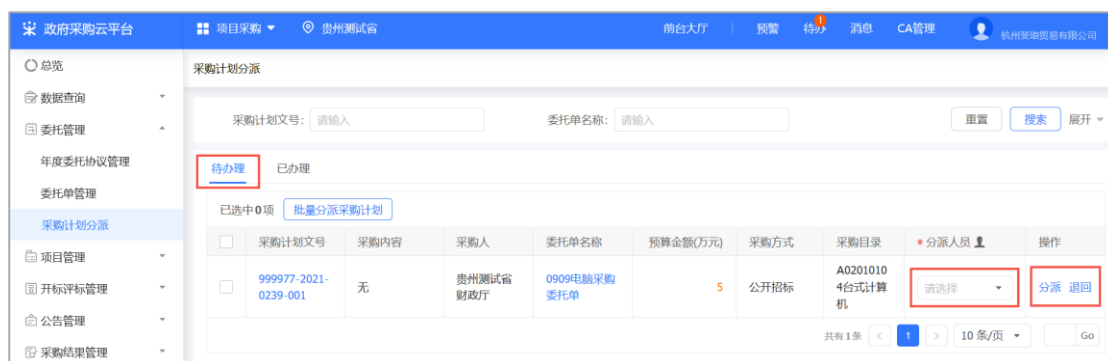 政府采购云平台
项目采购
贵州测试省
前台大厅
预警
待办
1
消息
CA管理
杭州斐琅贸易有限公司
总览
数据查询
委托管理
年度委托协议管理
委托单管理
采购计划分派
项目管理
开标评标管理
公告管理
采购结果管理
采购计划分派
采购计划文号: 请输入
委托单名称: 请输入
重置
搜索
展开
待办理
已办理
已选中0项
批量分派采购计划
采购计划文号 采购内容 采购人 委托单名称 预算金额(万元) 采购方式 采购目录 * 分派人员 操作
999977-2021-
0239-001
无
贵州测试省
财政厅
0909电脑采购
委托单
5
公开招标
A0201010
4台式计算
机
请选择
分派 退回
共有1条 < 1 > 10 条/页 Go